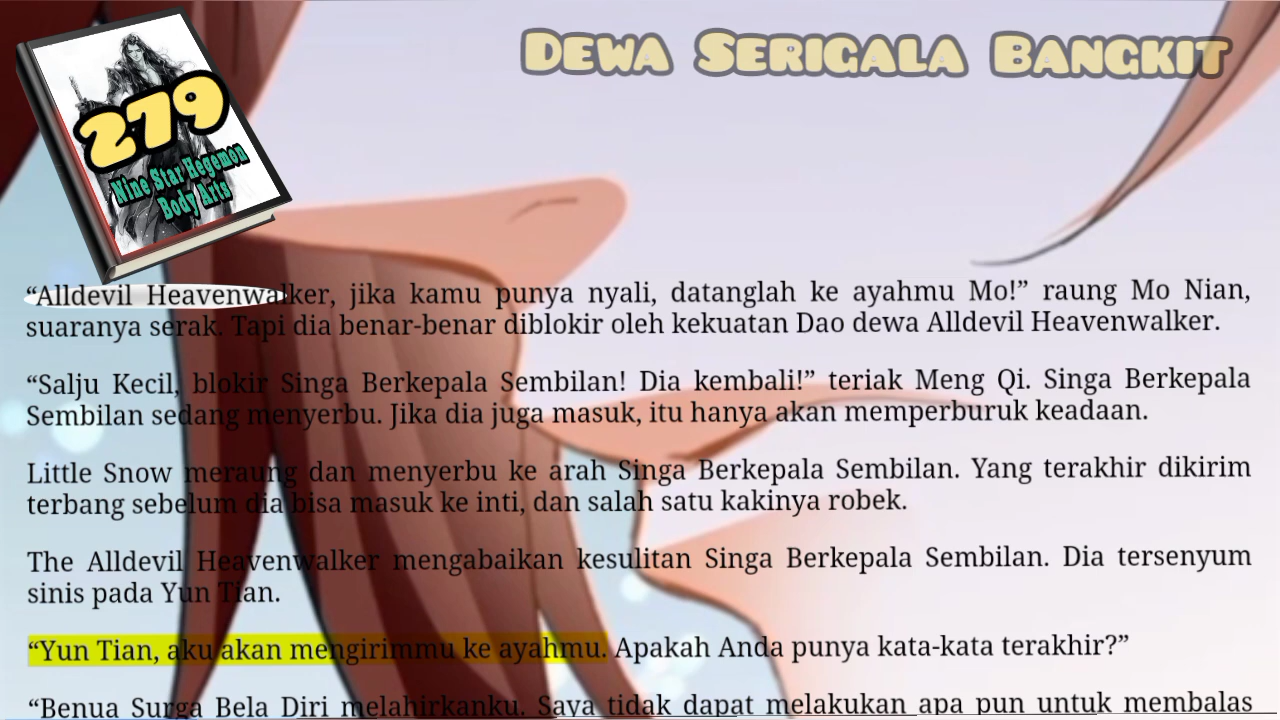 Dewa Serigala Bangkit
279
Nine Star Hegemon
Body Arts
“Alldevil Heavenwalker, jika kamu punya nyali, datanglah ke ayahmu Mo!” raung Mo Nian,
suaranya serak. Tapi dia benar-benar diblokir oleh kekuatan Dao dewa Alldevil Heavenwalker.
“Salju Kecil, blokir Singa Berkepala Sembilan! Dia kembali!” teriak Meng Qi. Singa Berkepala
Sembilan sedang menyerbu. Jika dia juga masuk, itu hanya akan memperburuk keadaan.
Little Snow meraung dan menyerbu ke arah Singa Berkepala Sembilan. Yang terakhir dikirim
terbang sebelum dia bisa masuk ke inti, dan salah satu kakinya robek.
The Alldevil Heavenwalker mengabaikan kesulitan Singa Berkepala Sembilan. Dia tersenyum
sinis pada Yun Tian.
“Yun Tian, aku akan mengirimmu ke ayahmu. Apakah Anda punya kata-kata terakhir?”
“Benua Surga Bela Diri melahirkanku. Saya tidak dapat melakukan apa pun untuk membalas